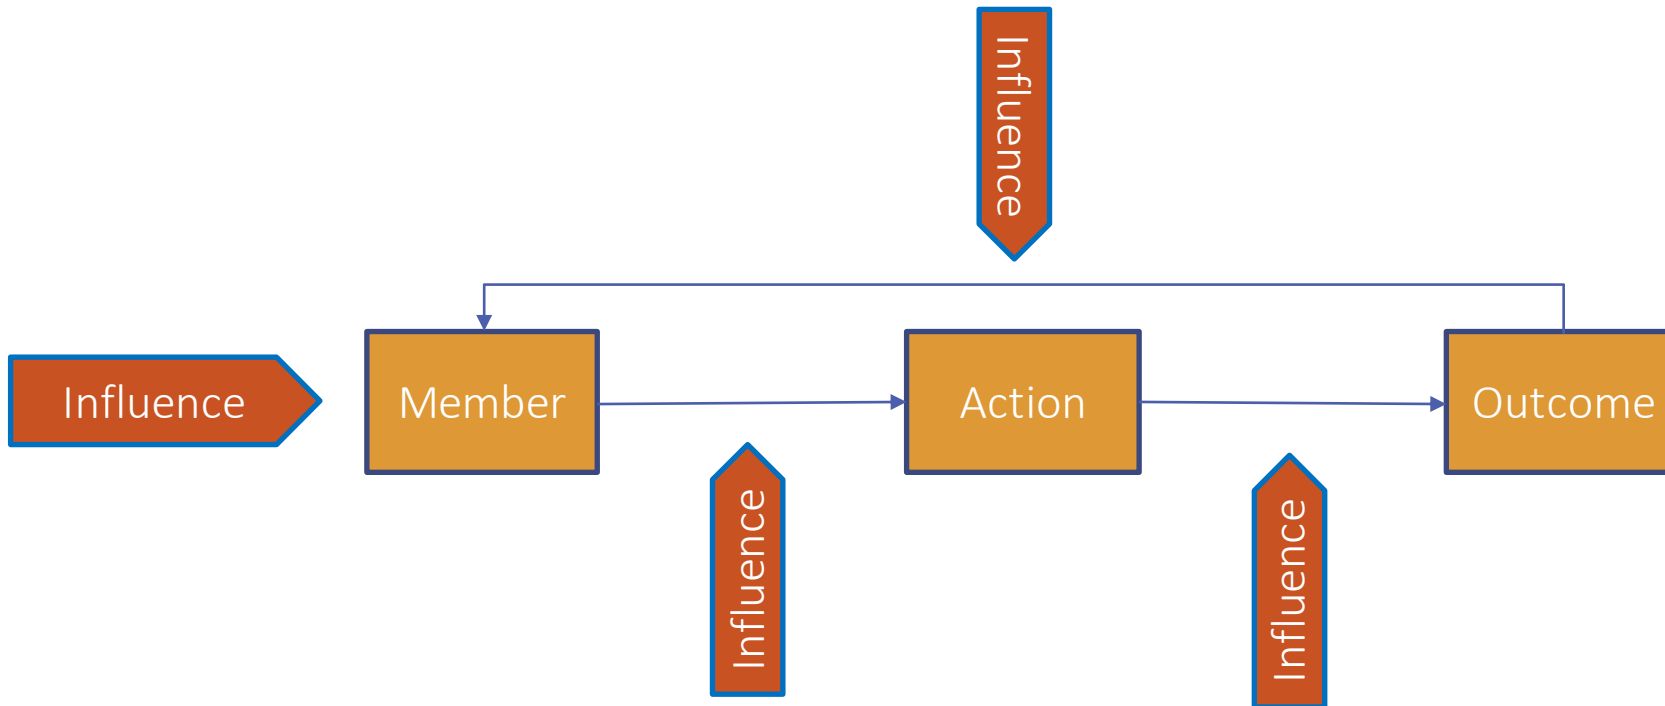 Influence
Influence
Member
Action
Outcome
Influence
Influence